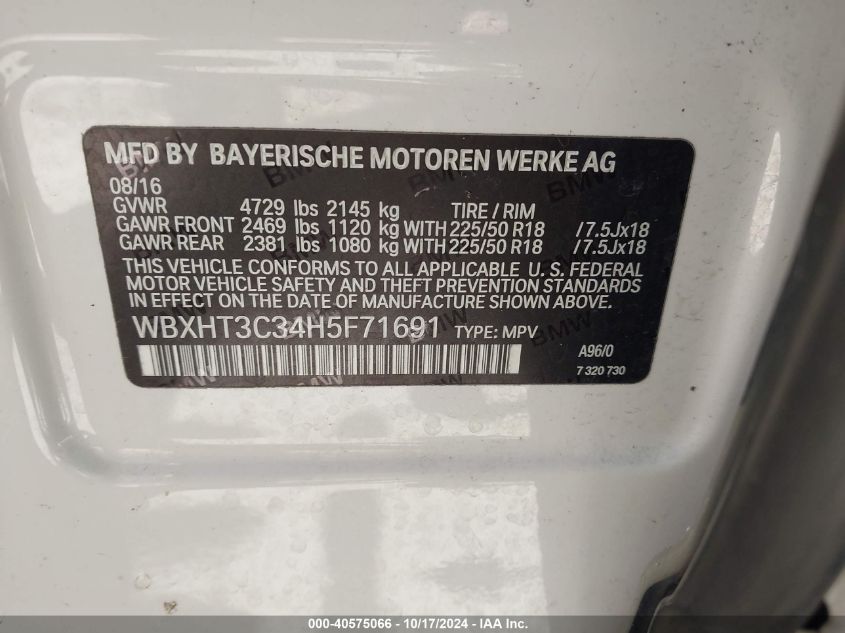 MFD BY BAYERISCHE MOTOREN WERKE AG
08/16
GVWR 4729 lbs 2145 kg TIRE / RIM
GAWR FRONT 2469 lbs 1120 kg WITH 225/50 R18 /7.5Jx18
GAWR REAR 2381 lbs 1080 kg WITH 225/50 R18 /7.5Jx18
THIS VEHICLE CONFORMS TO ALL APPLICABLE U. S. FEDERAL
MOTOR VEHICLE SAFETY AND THEFT PREVENTION STANDARDS
IN EFFECT ON THE DATE OF MANUFACTURE SHOWN ABOVE.
WBXHT3C34H5F71691 TYPE: MPV
A96/0
7 320 730
000-40575066 - 10/17/2024 - IAA Inc.